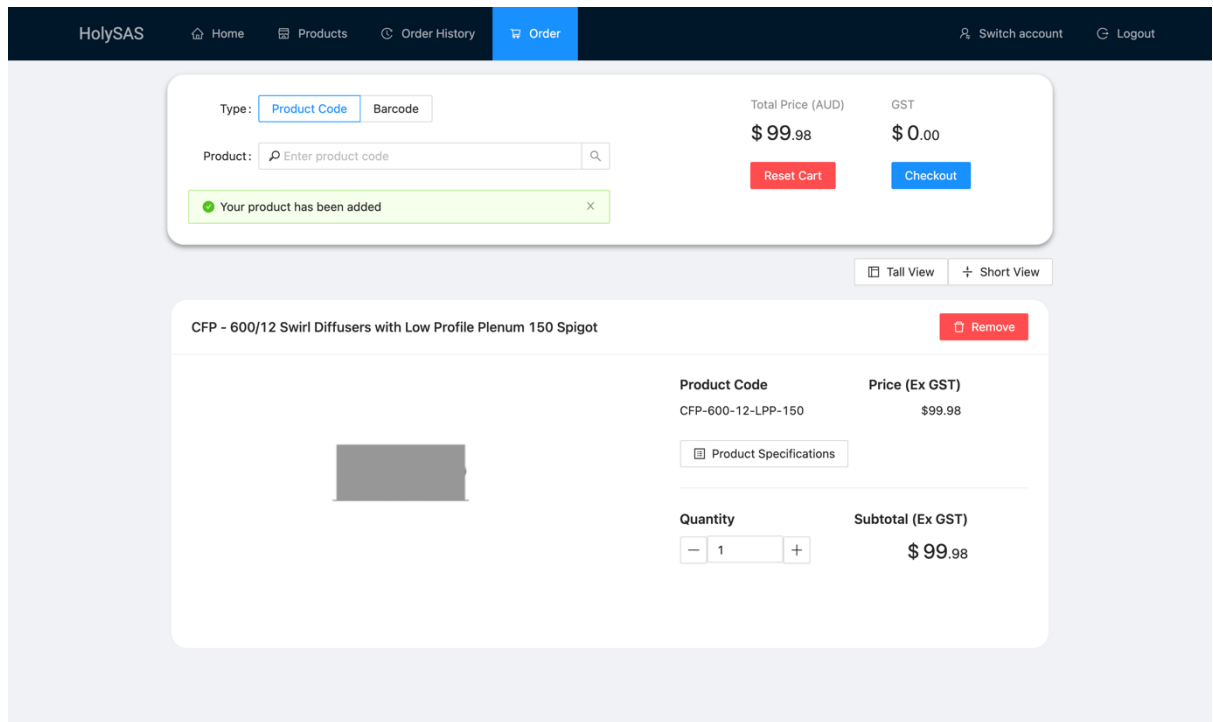 HolySAS Home Products Order History Order Switch account Logout
Type: Product Code Barcode
Product: Enter product code
Your product has been added
Total Price (AUD) GST
$ 99.98 $ 0.00
Reset Cart Checkout
Tall View Short View
CFP - 600/12 Swirl Diffusers with Low Profile Plenum 150 Spigot Remove
Product Code Price (Ex GST)
CFP-600-12-LPP-150 $99.98
Product Specifications
Quantity Subtotal (Ex GST)
1 $ 99.98